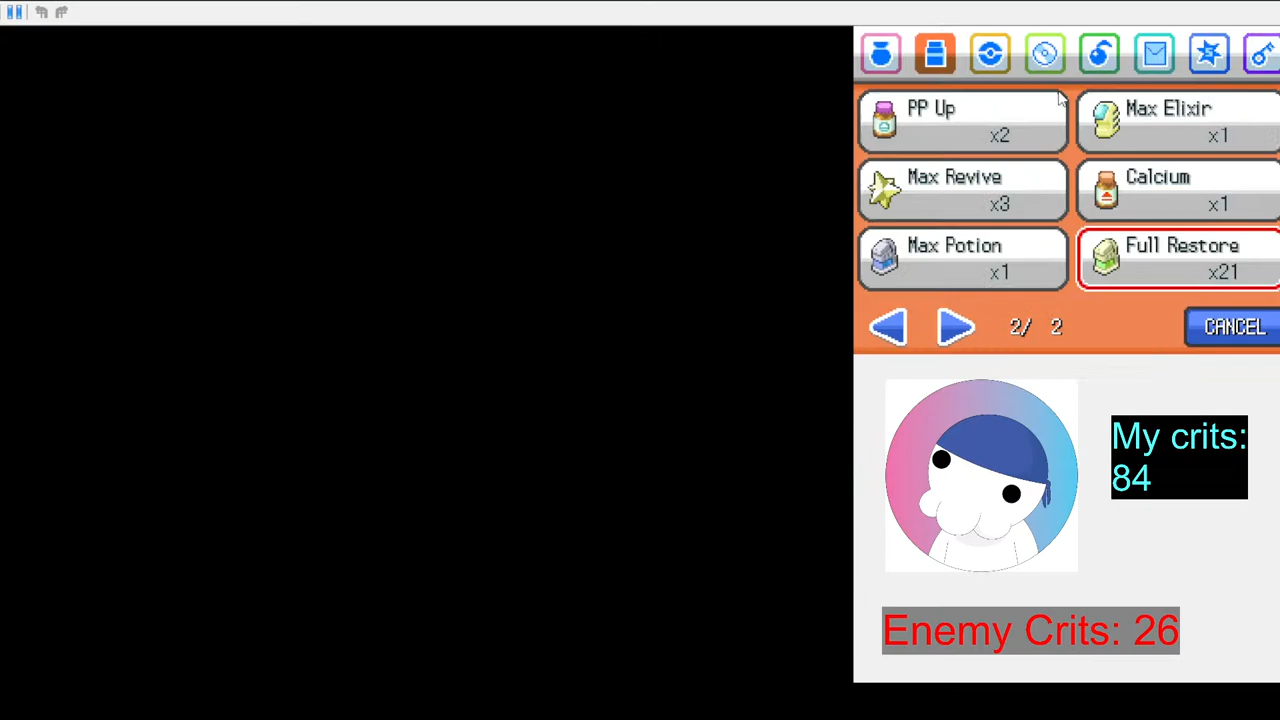 PP Up
x2
Max Elixir
x1
Max Revive
x3
Calcium
x1
Max Potion
x1
Full Restore
x21
2/ 2
CANCEL
My crits:
84
Enemy Crits: 26